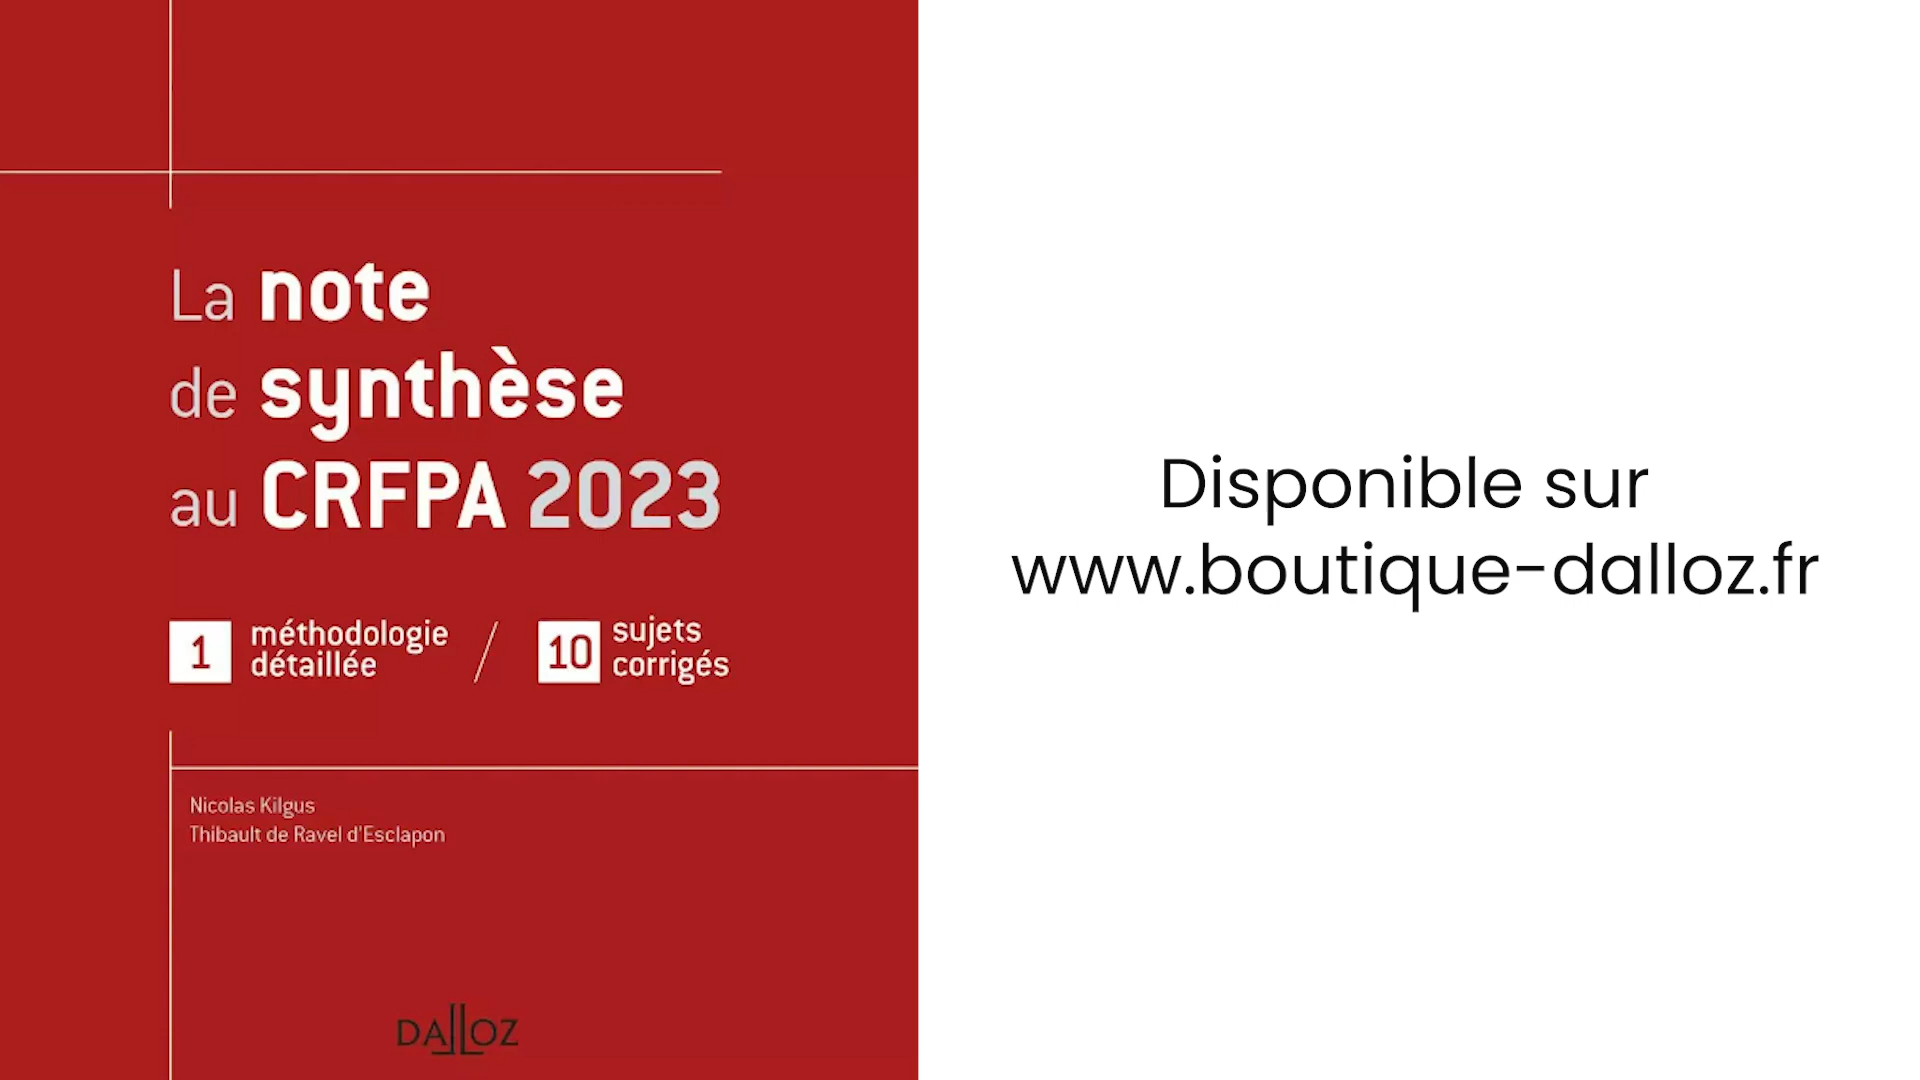 La note
de synthèse
au CRFPA 2023
1 méthodologie
détaillée
/
10 sujets
corrigés
Nicolas Kilgus
Thibault de Ravel d'Esclapon
DALLOZ
Disponible sur
www.boutique-dalloz.fr